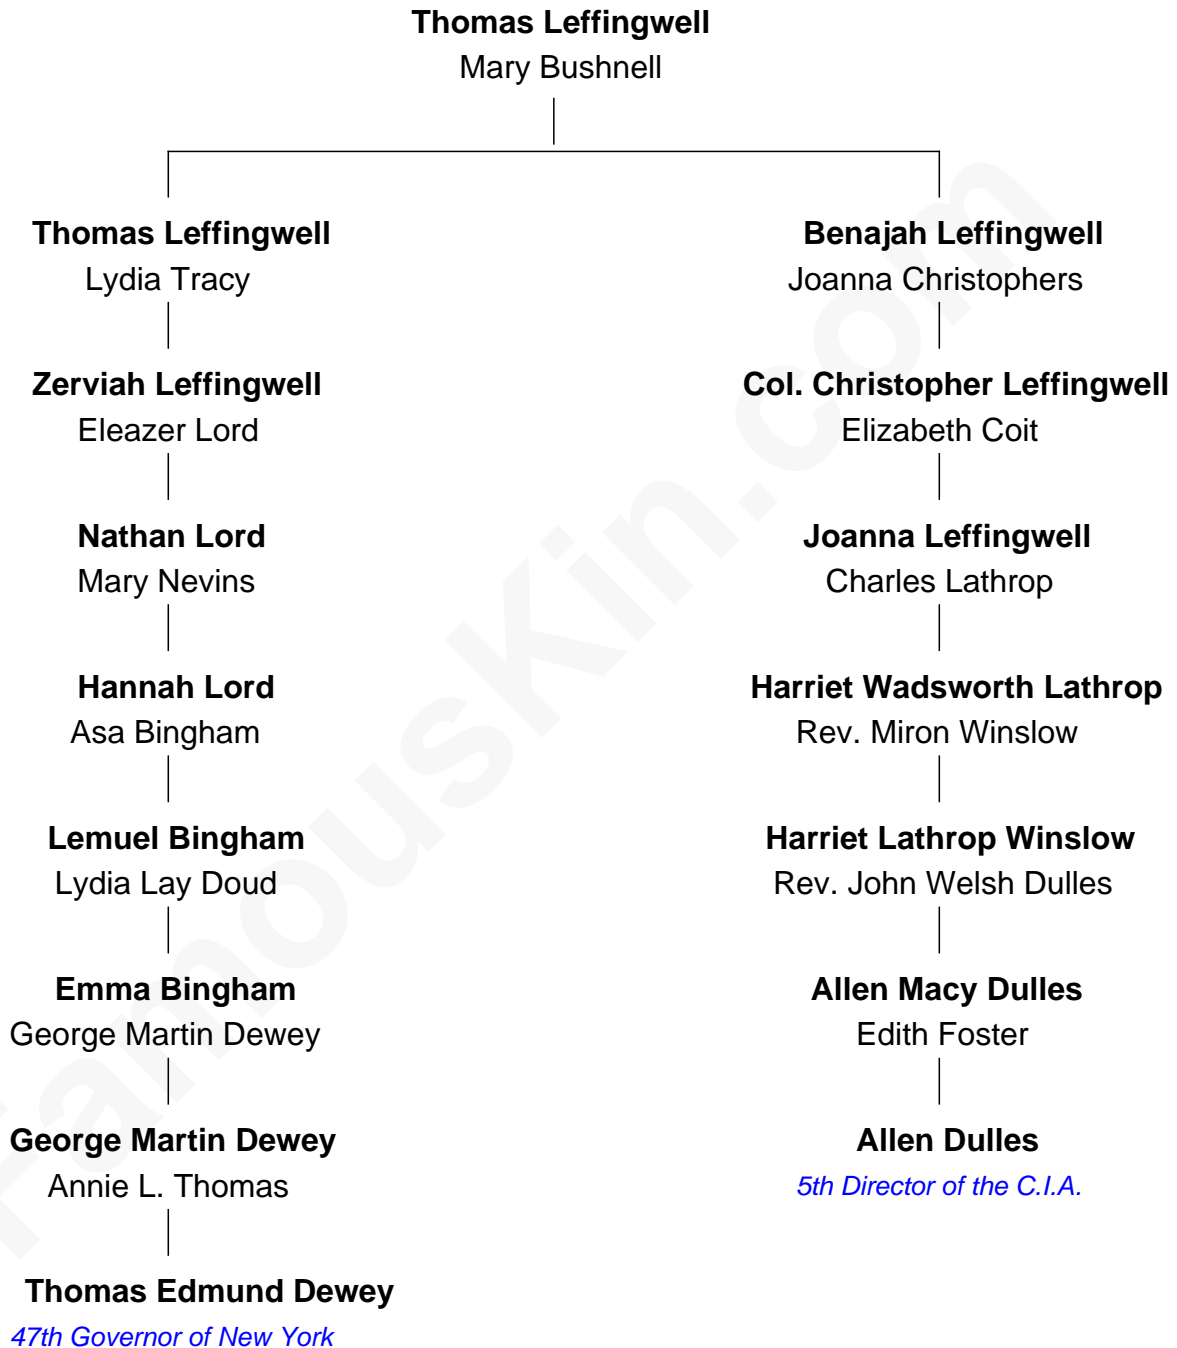 Thomas Leffingwell
Mary Bushnell
Thomas Leffingwell
Lydia Tracy
Zerviah Leffingwell
Eleazer Lord
Nathan Lord
Mary Nevins
Hannah Lord
Asa Bingham
Lemuel Bingham
Lydia Lay Doud
Emma Bingham
George Martin Dewey
George Martin Dewey
Annie L. Thomas
Thomas Edmund Dewey
47th Governor of New York
Benajah Leffingwell
Joanna Christophers
Col. Christopher Leffingwell
Elizabeth Coit
Joanna Leffingwell
Charles Lathrop
Harriet Wadsworth Lathrop
Rev. Miron Winslow
Harriet Lathrop Winslow
Rev. John Welsh Dulles
Allen Macy Dulles
Edith Foster
Allen Dulles
5th Director of the C.I.A.
FamousKin.com